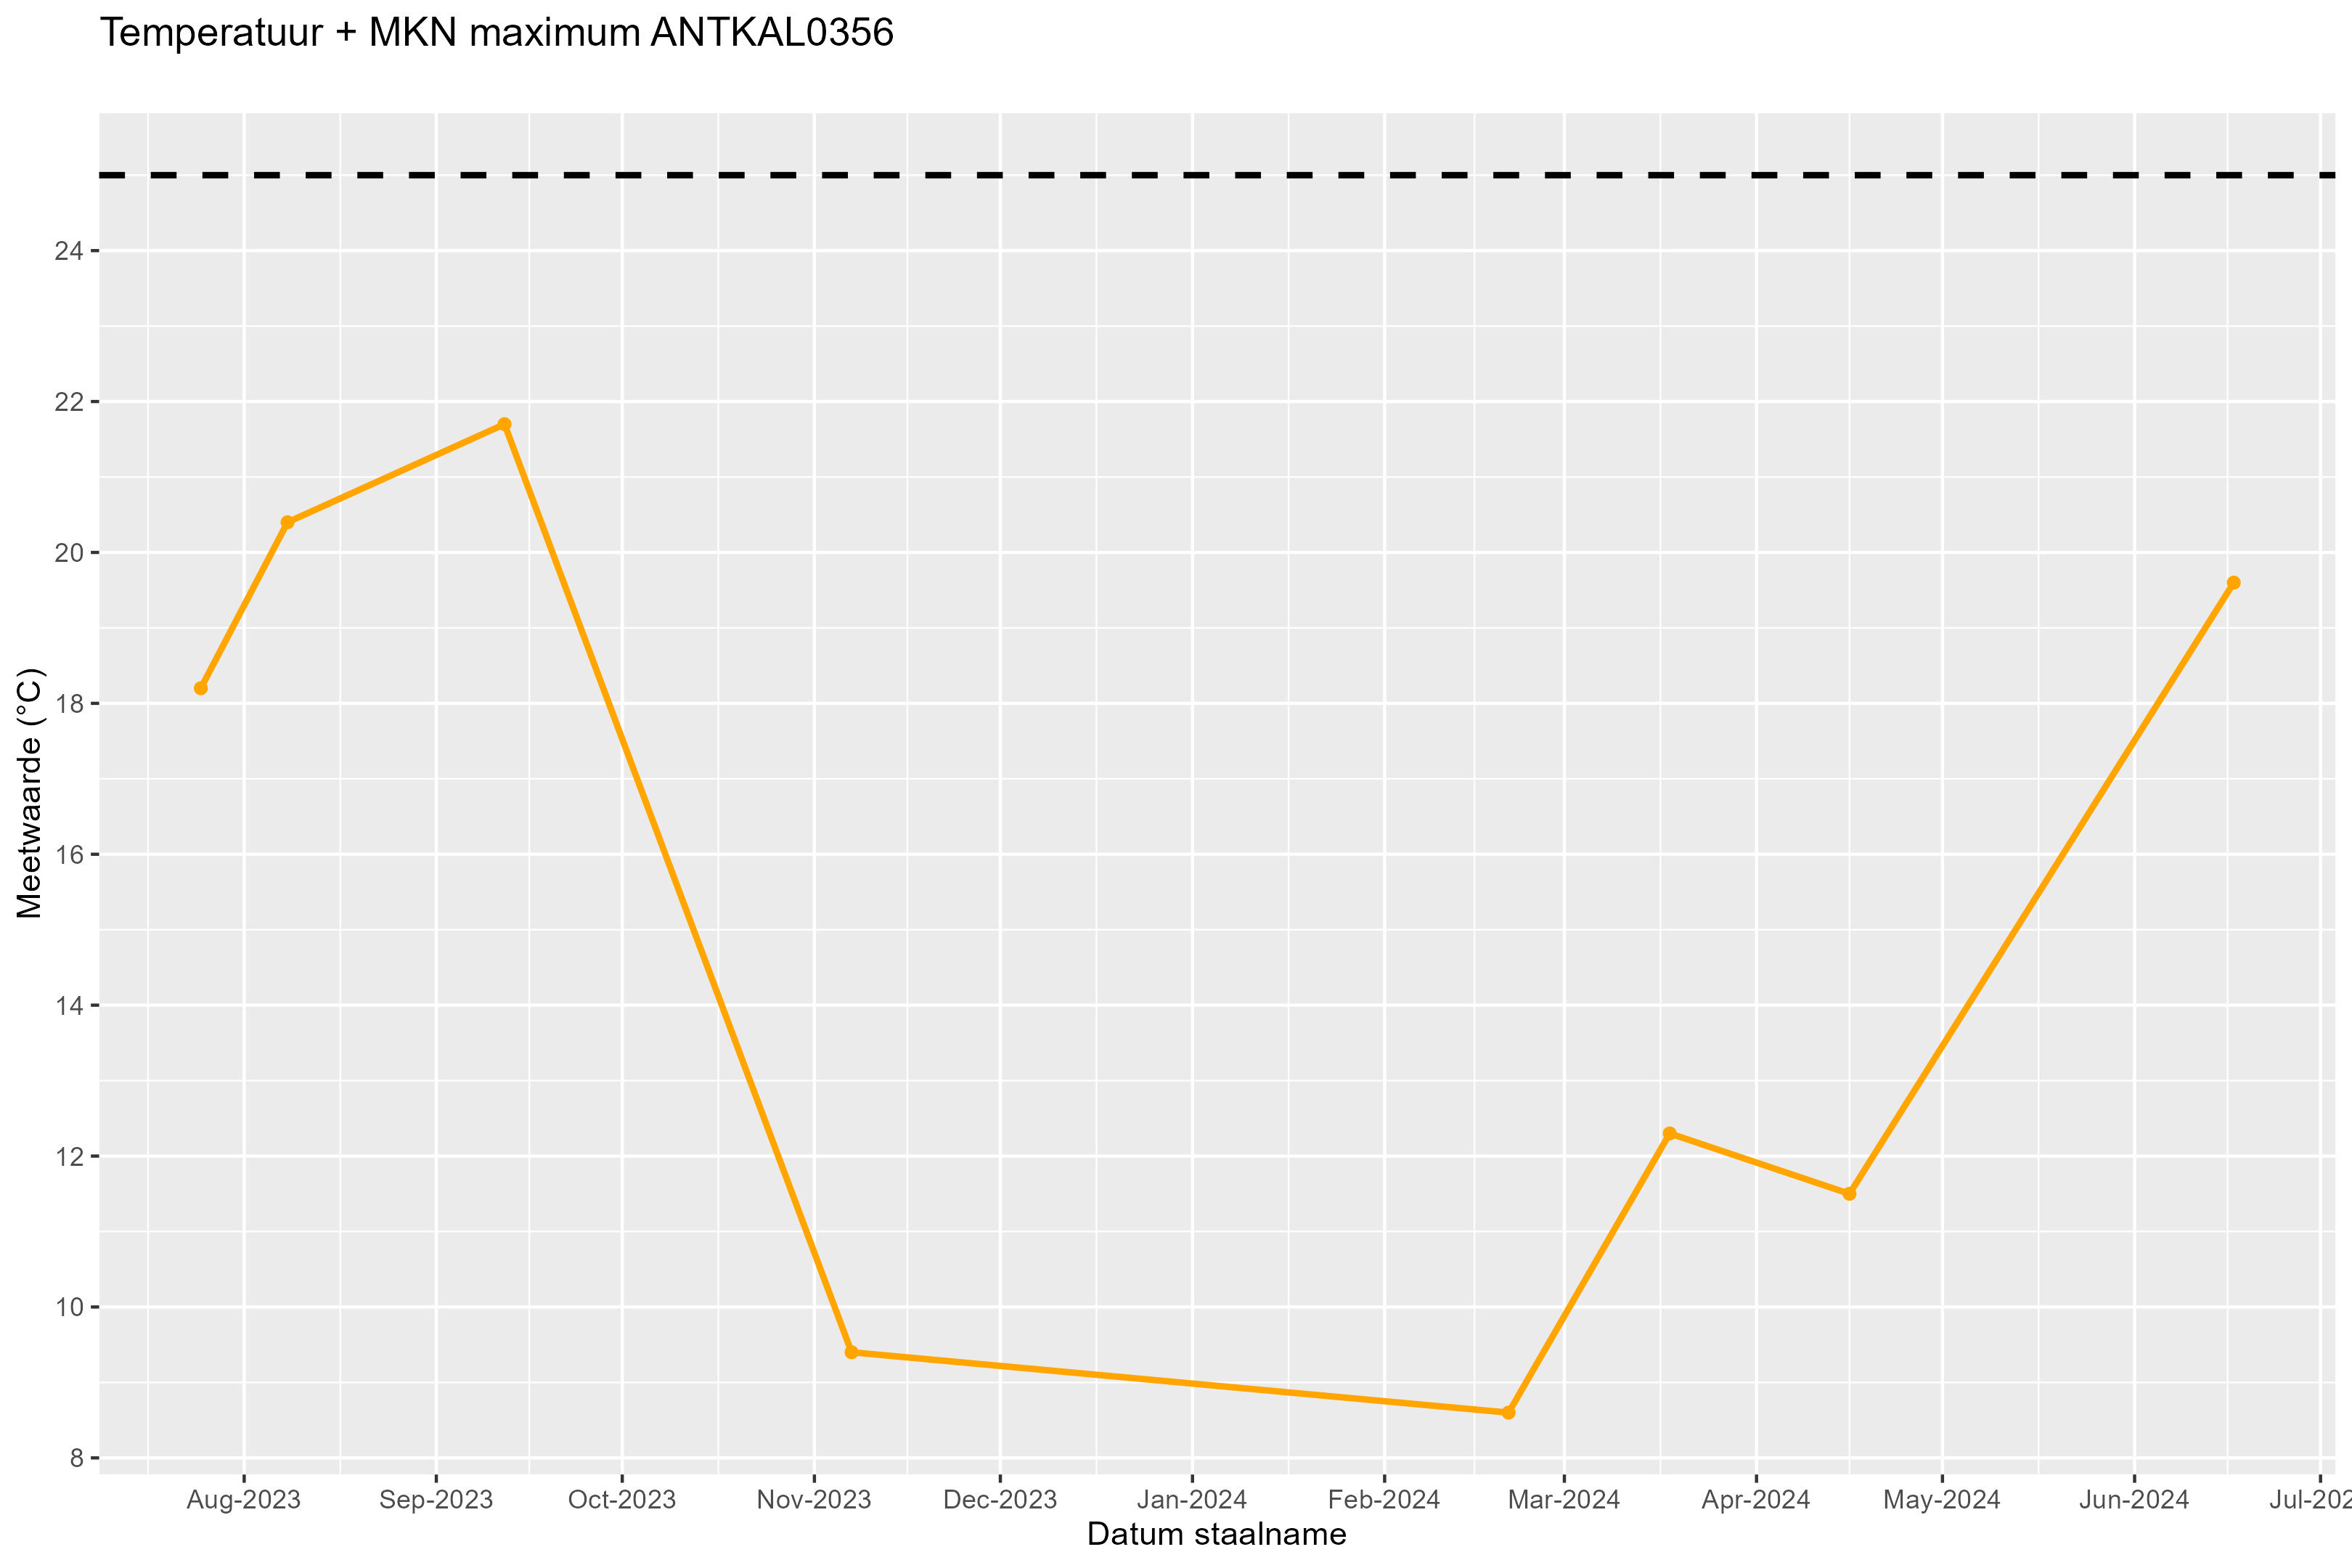 Temperatuur + MKN maximum ANTKAL0356
Meetwaarde (°C)
24
22
20
18
16
14
12
10
8
Aug-2023 Sep-2023 Oct-2023 Nov-2023 Dec-2023 Jan-2024 Feb-2024 Mar-2024 Apr-2024 May-2024 Jun-2024 Jul-202
Datum staalname